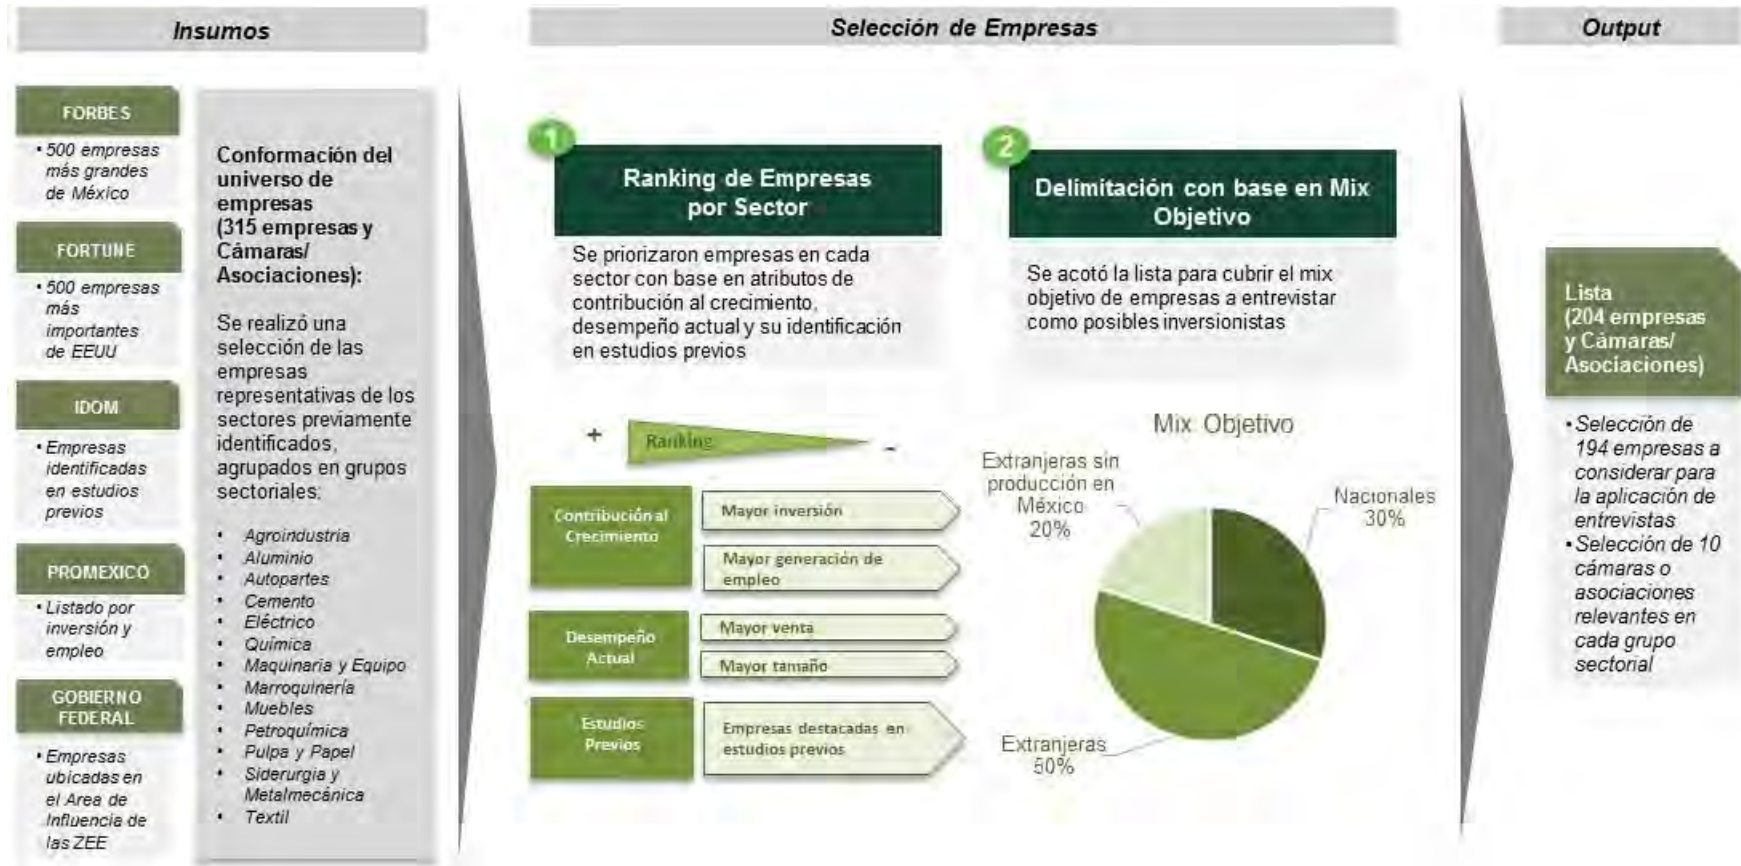 Insumos
FORBES
• 500 empresas
más grandes
de México
FORTUNE
• 500 empresas
más
importantes
de EEUU
IDOM
• Empresas
identificadas
en estudios
previos
PROMEXICO
• Listado por
inversión y
empleo
GOBIERNO
FEDERAL
• Empresas
ubicadas en
el Area de
Influencia de
las ZEE
Conformación del
universo de
empresas
(315 empresas y
Cámaras/
Asociaciones):
Se realizó una
selección de las
empresas
representativas de los
sectores previamente
identificados,
agrupados en grupos
sectoriales:
• Agroindustria
• Aluminio
• Autopartes
• Cemento
• Eléctrico
• Química
• Maquinaria y Equipo
• Marroquinería
• Muebles
• Petroquímica
• Pulpa y Papel
• Siderurgia y
Metalmecánica
• Textil
Selección de Empresas
1
Ranking de Empresas
por Sector
Se priorizaron empresas en cada
sector con base en atributos de
contribución al crecimiento,
desempeño actual y su identificación
en estudios previos
+ Ranking -
Contribución al
Crecimiento
Mayor inversión
Mayor generación de
empleo
Desempeño
Actual
Mayor venta
Mayor tamaño
Estudios
Previos
Empresas destacadas en
estudios previos
2
Delimitación con base en Mix
Objetivo
Se acotó la lista para cubrir el mix
objetivo de empresas a entrevistar
como posibles inversionistas
Mix Objetivo
Extranjeras sin
producción en
México
20%
Nacionales
30%
Extranjeras
50%
Output
Lista
(204 empresas
y Cámaras/
Asociaciones)
• Selección de
194 empresas a
considerar para
la aplicación de
entrevistas
• Selección de 10
cámaras o
asociaciones
relevantes en
cada grupo
sectorial